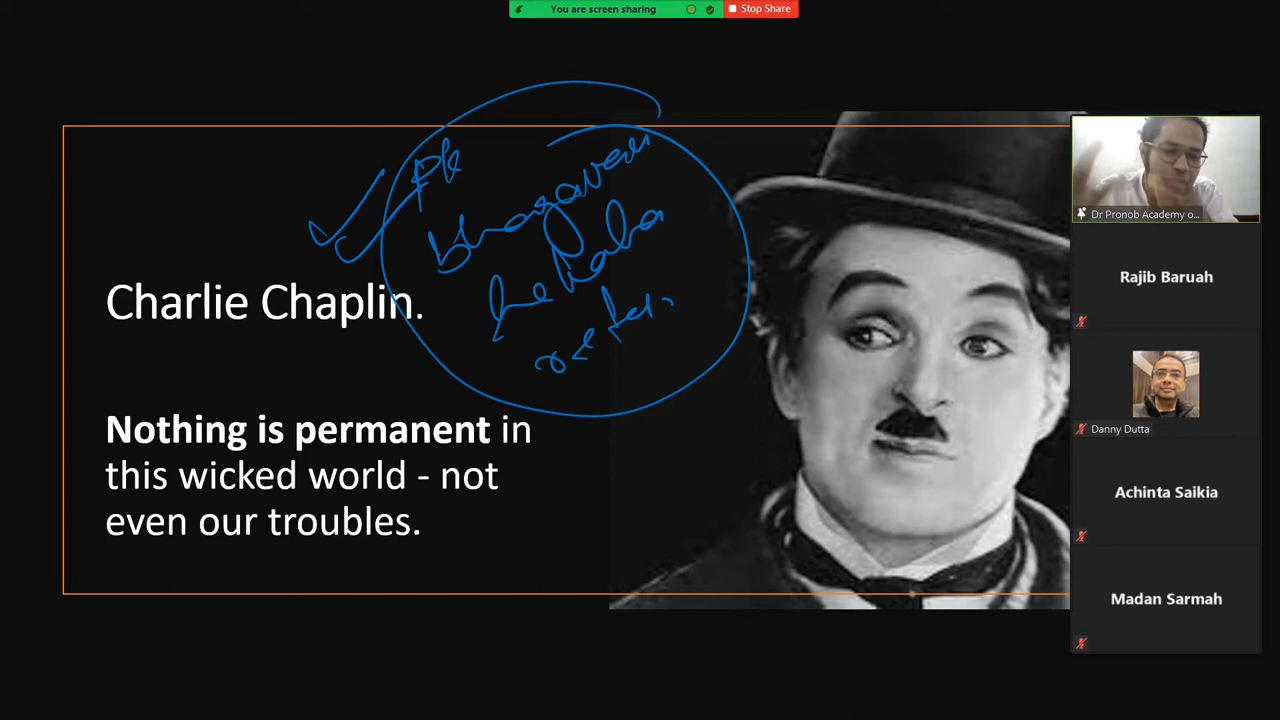 You are screen sharing
Stop Share
PK
Charlie Chaplin.
Nothing is permanent in
this wicked world - not
even our troubles.
Dr Pronob Academy o...
Rajib Baruah
Danny Dutta
Achinta Saikia
Madan Sarmah